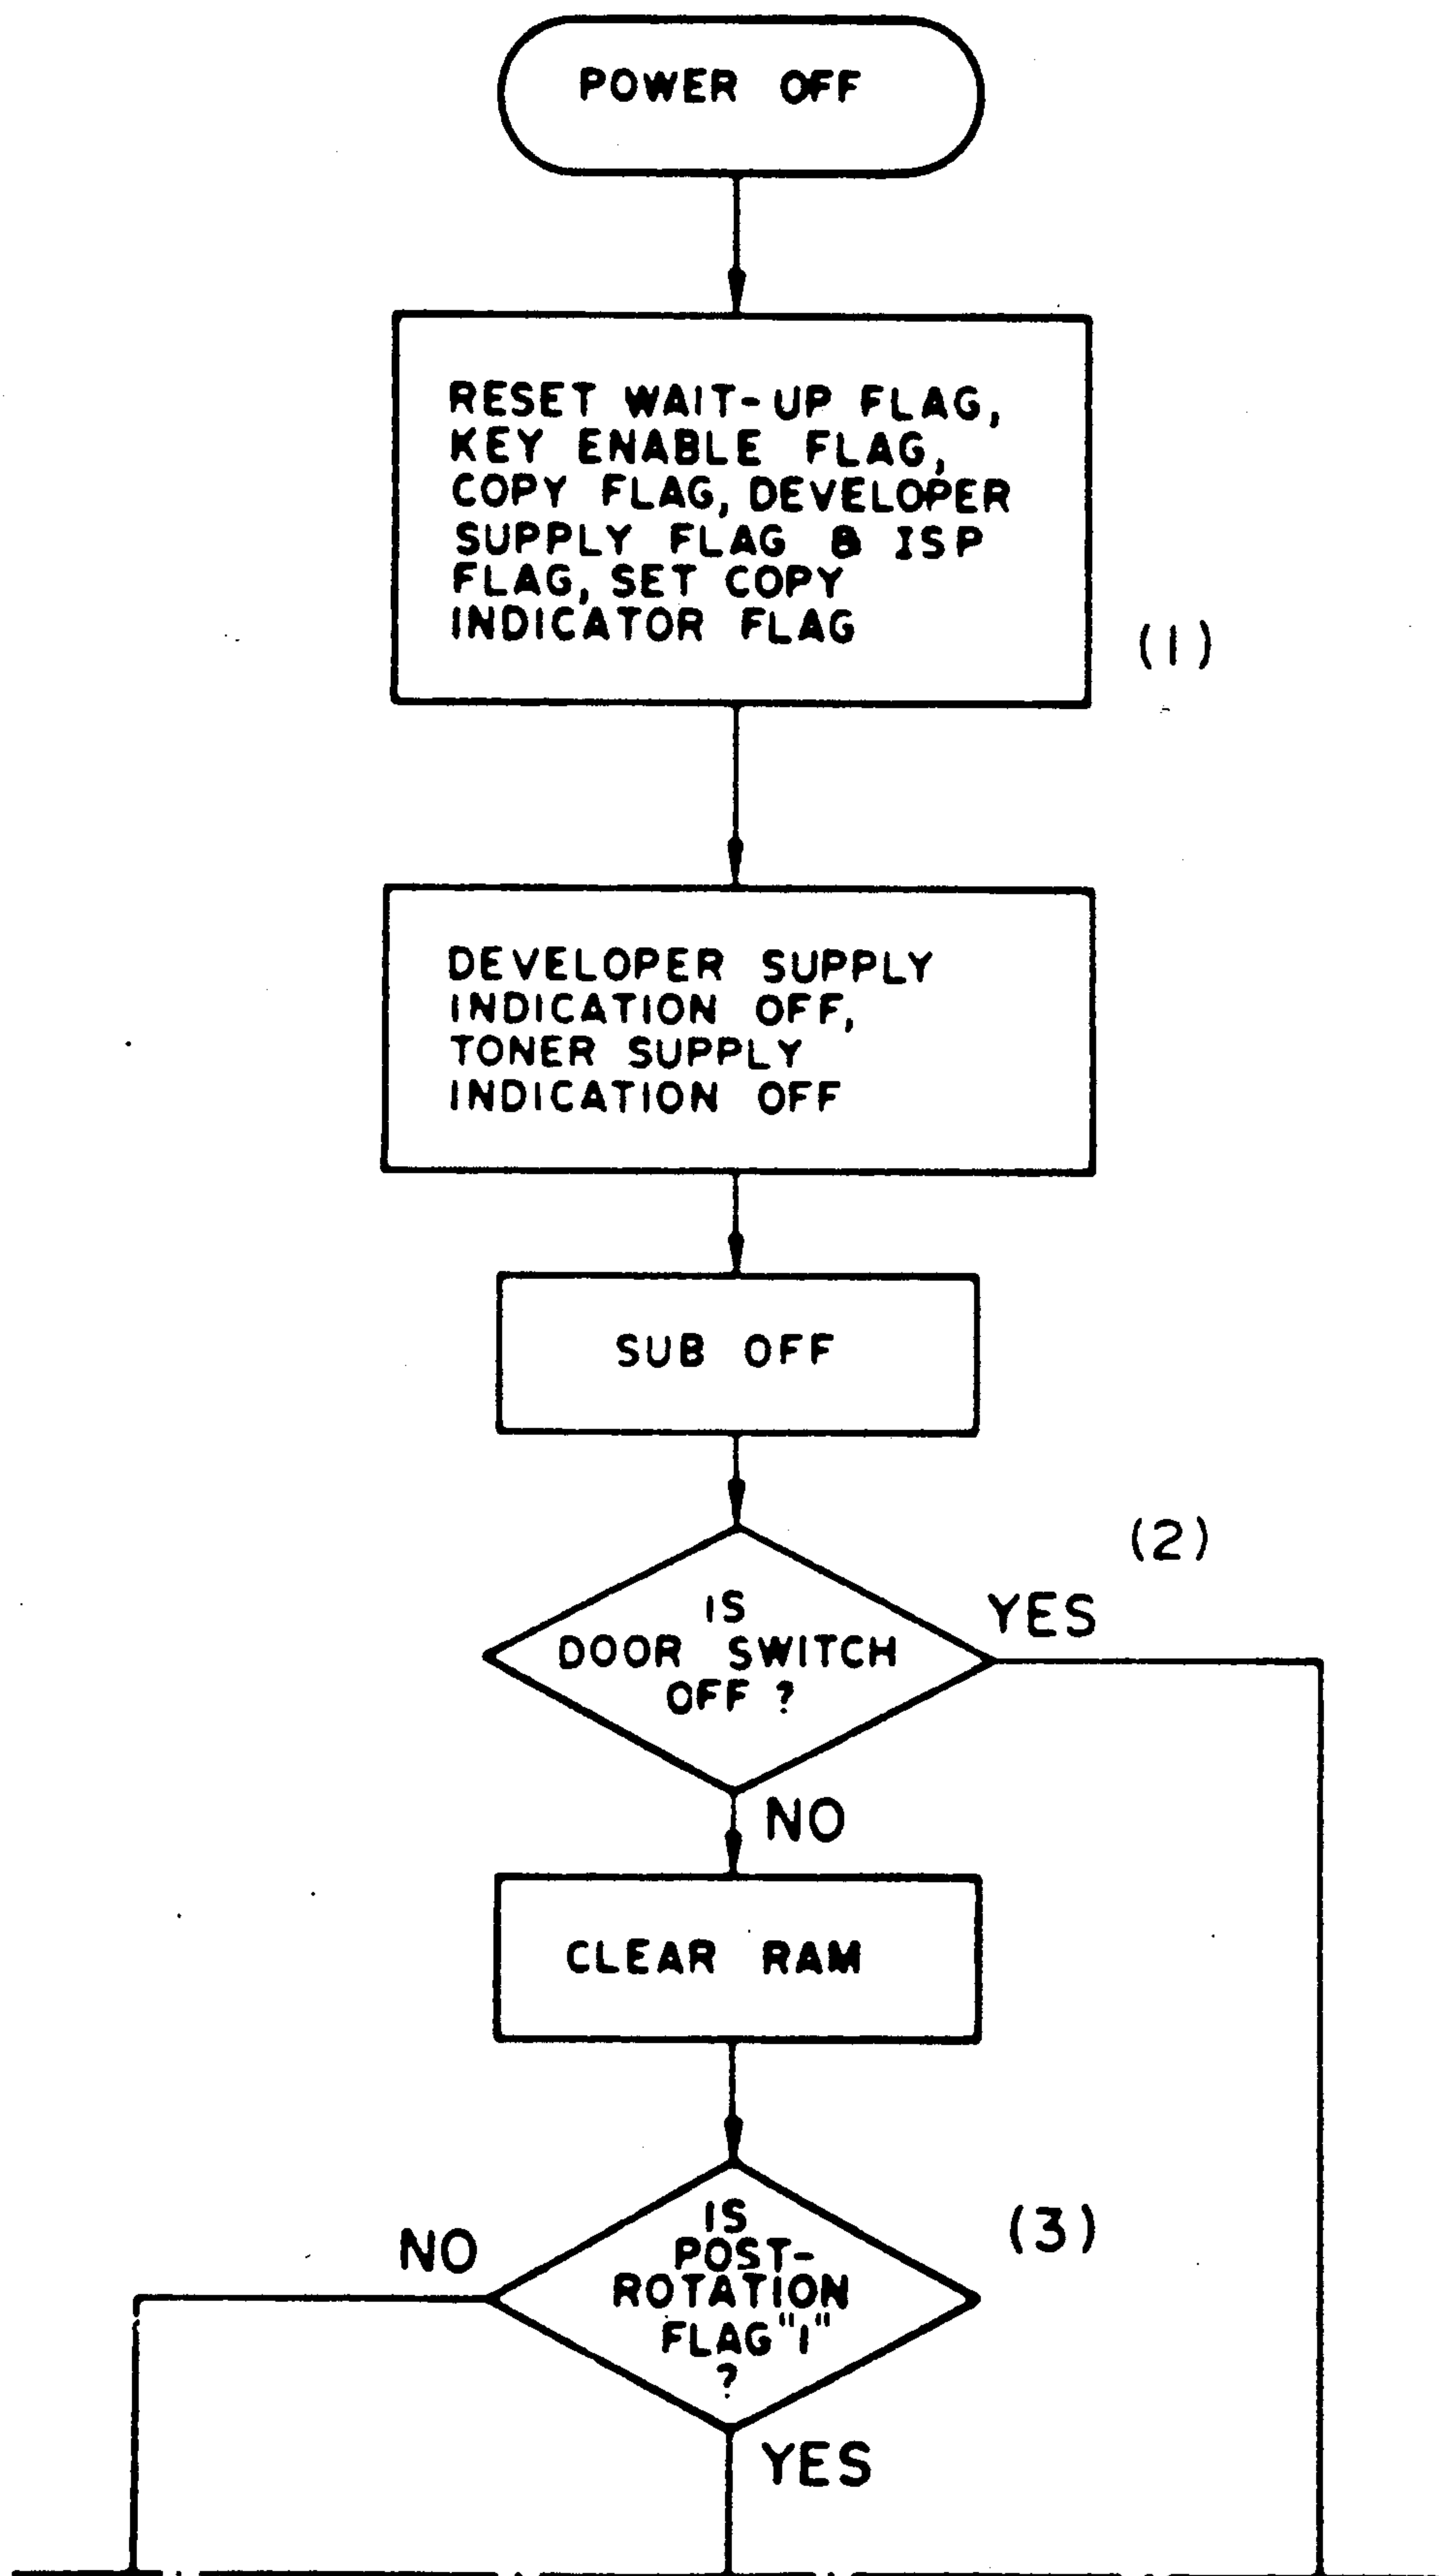 POWER OFF
RESET WAIT-UP FLAG,
KEY ENABLE FLAG,
COPY FLAG, DEVELOPER
SUPPLY FLAG & ISP
FLAG, SET COPY
INDICATOR FLAG
(1)
DEVELOPER SUPPLY
INDICATION OFF,
TONER SUPPLY
INDICATION OFF
SUB OFF
(2)
IS
DOOR SWITCH
OFF ?
YES
NO
CLEAR RAM
IS
POST-
ROTATION
FLAG "1"
?
(3)
NO
YES